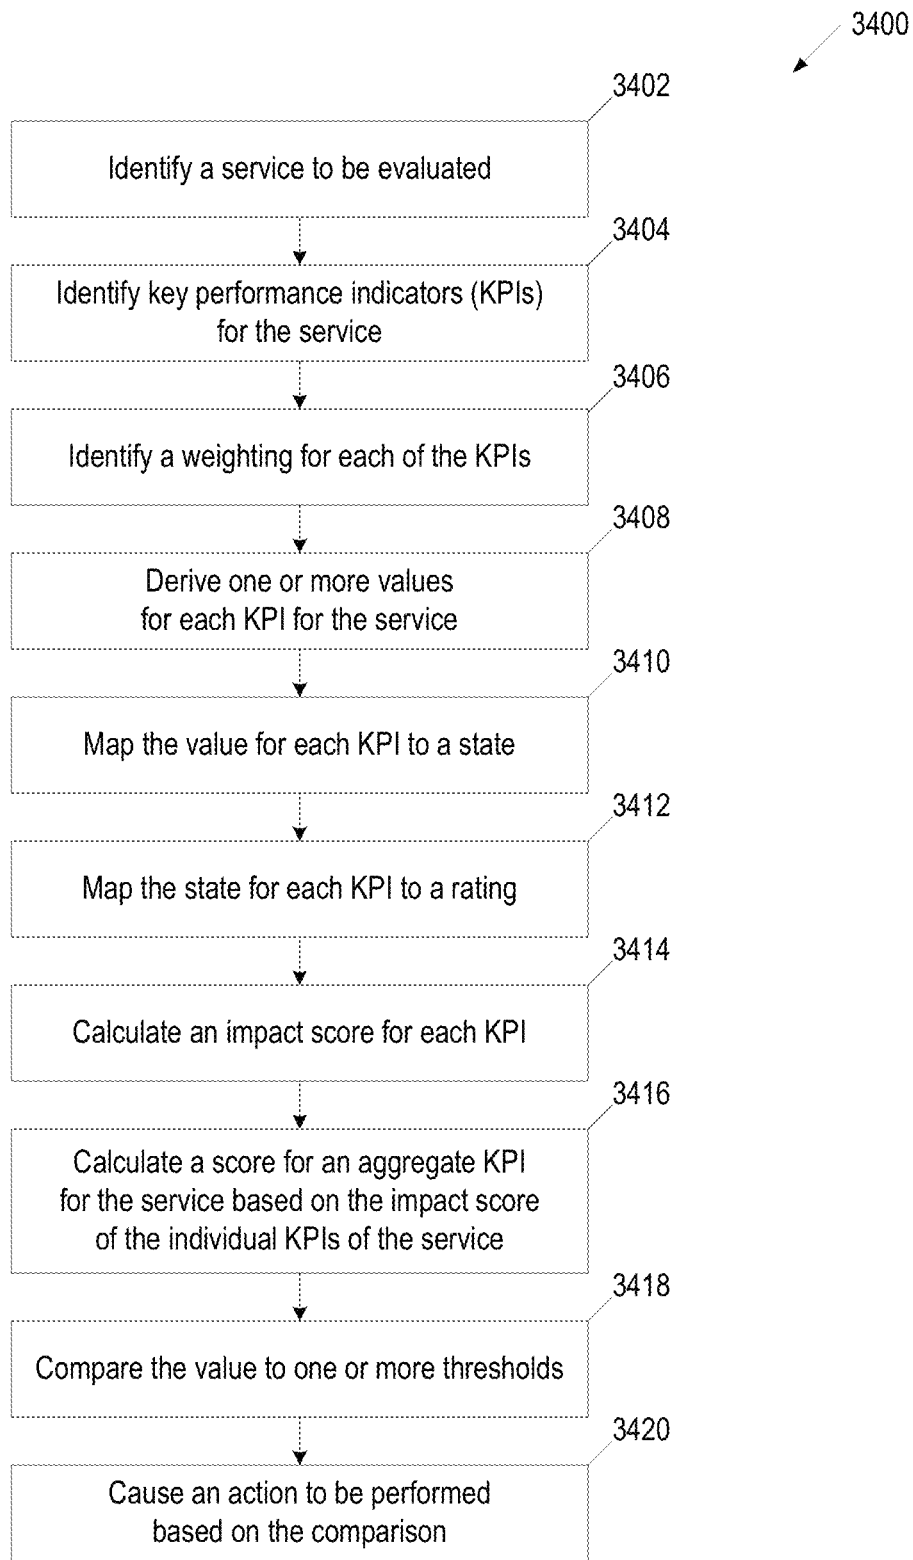 3400
3402
Identify a service to be evaluated
3404
Identify key performance indicators (KPIs)
for the service
3406
Identify a weighting for each of the KPIs
3408
Derive one or more values
for each KPI for the service
3410
Map the value for each KPI to a state
3412
Map the state for each KPI to a rating
3414
Calculate an impact score for each KPI
3416
Calculate a score for an aggregate KPI
for the service based on the impact score
of the individual KPIs of the service
3418
Compare the value to one or more thresholds
3420
Cause an action to be performed
based on the comparison